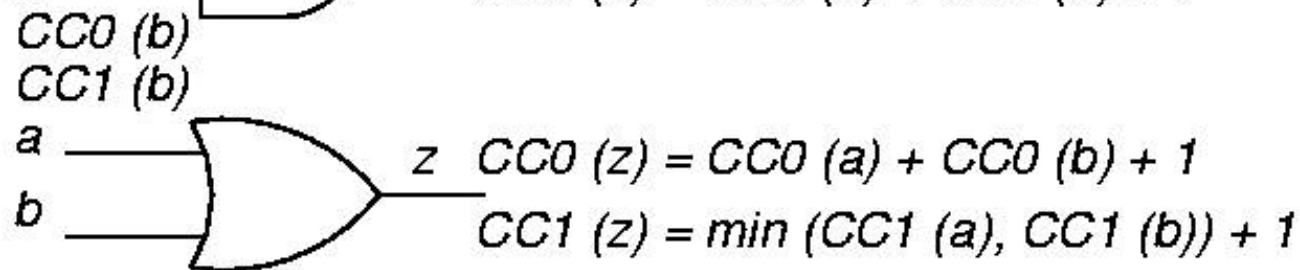 CC0 (b)
CC1 (b)
a
z CC0 (z) = CC0 (a) + CC0 (b) + 1
b
CC1 (z) = min (CC1 (a), CC1 (b)) + 1